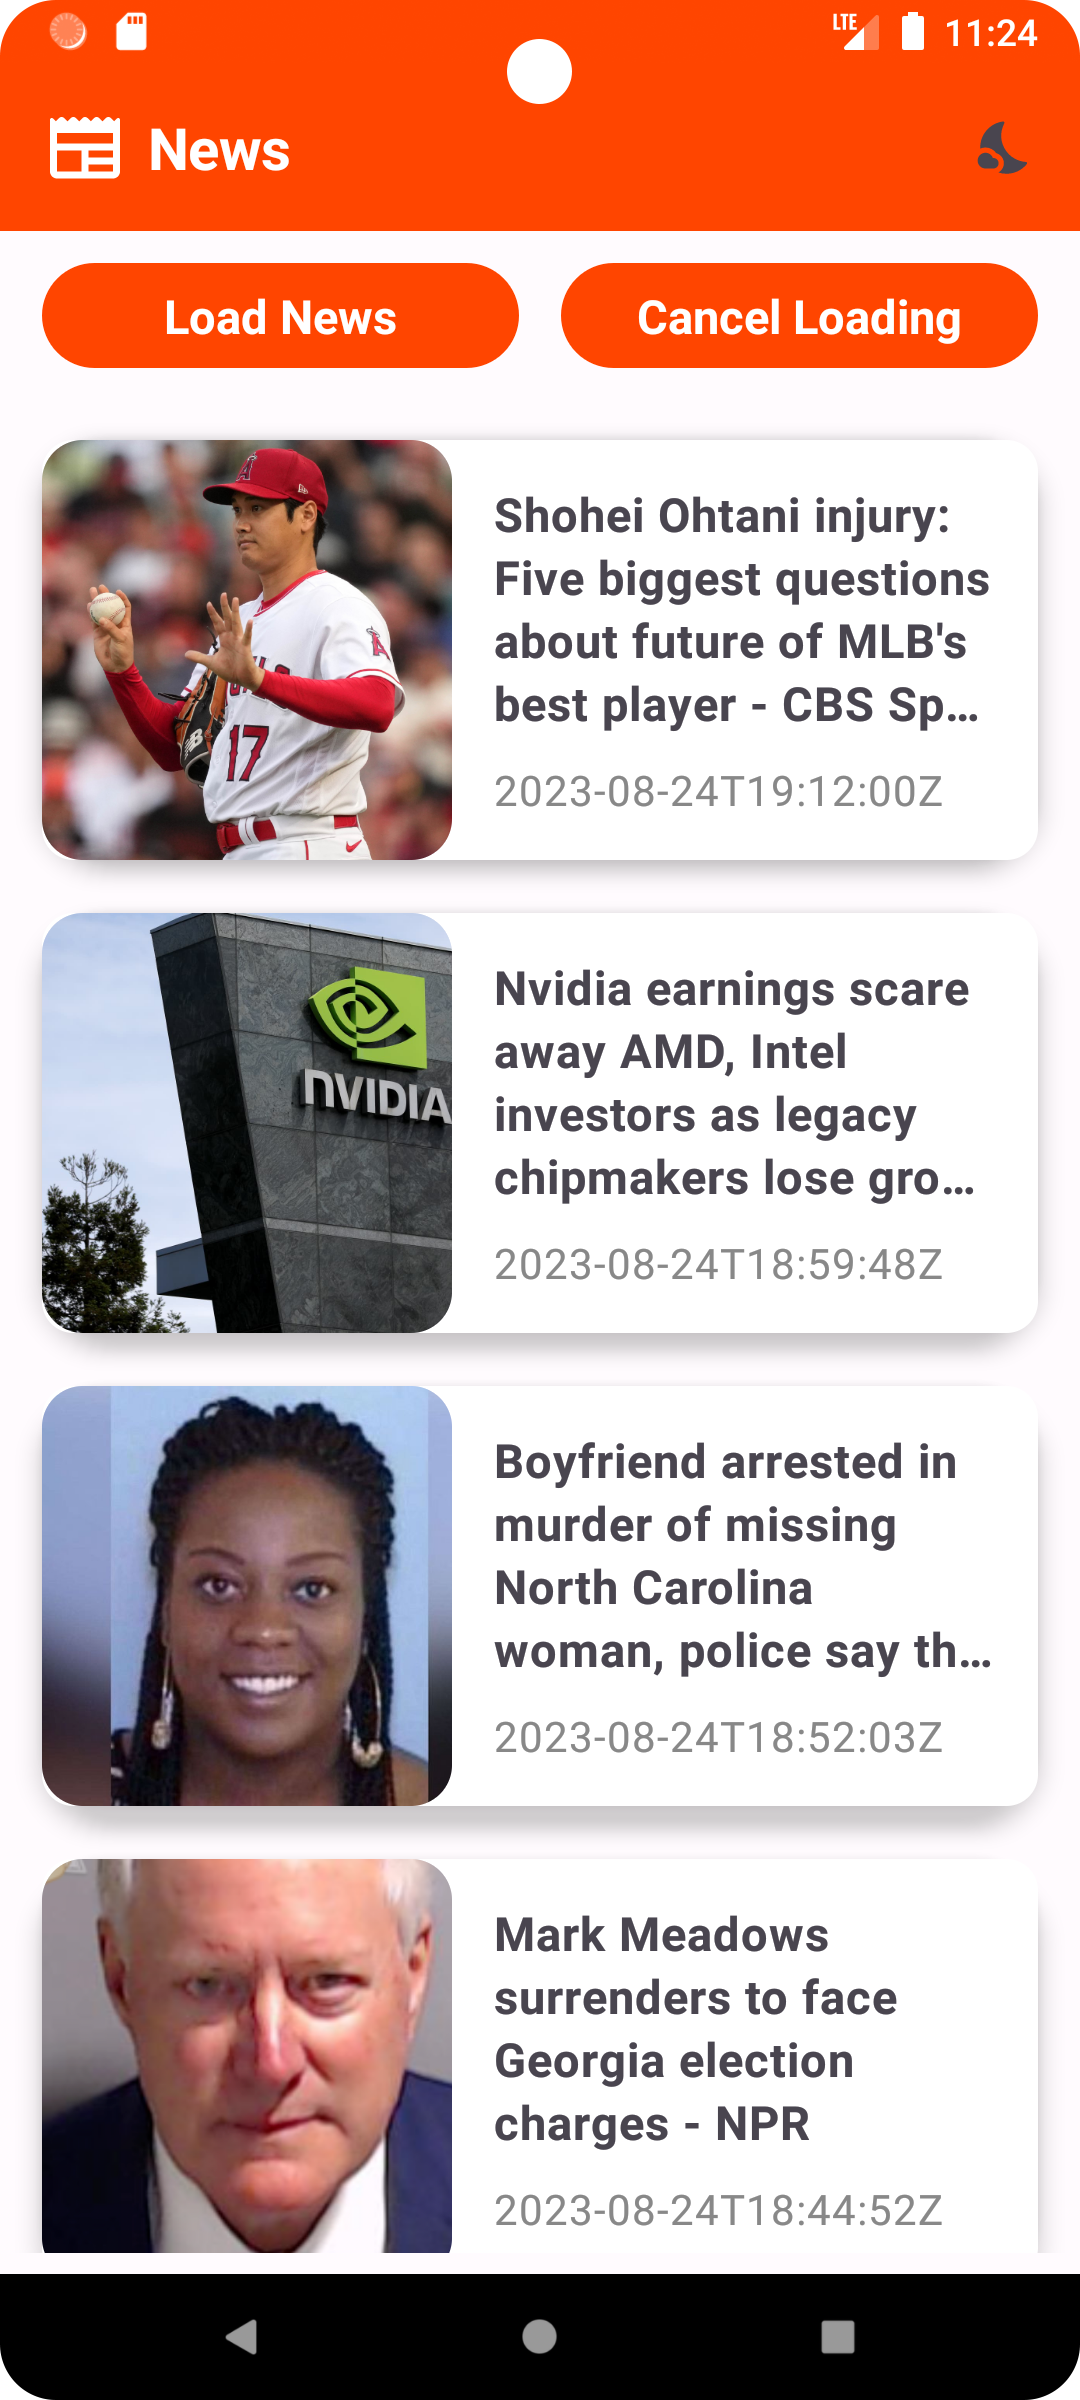 LTE 11:24
News
Load News
Cancel Loading
A
A
17
NB
Shohei Ohtani injury:
Five biggest questions
about future of MLB's
best player - CBS Sp…
2023-08-24T19:12:00Z
NVIDIA
Nvidia earnings scare
away AMD, Intel
investors as legacy
chipmakers lose gro…
2023-08-24T18:59:48Z
Boyfriend arrested in
murder of missing
North Carolina
woman, police say th…
2023-08-24T18:52:03Z
Mark Meadows
surrenders to face
Georgia election
charges - NPR
2023-08-24T18:44:52Z